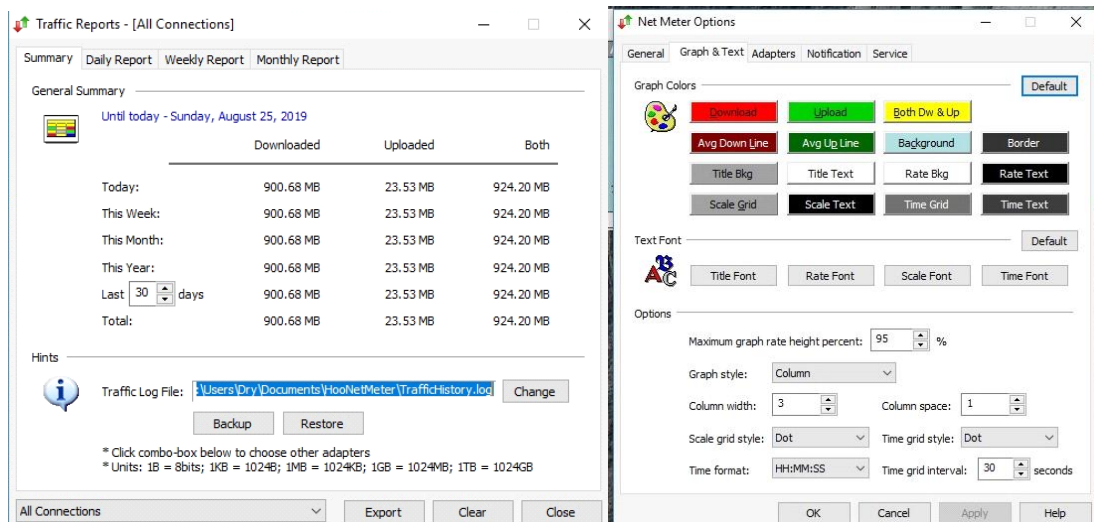 Traffic Reports - [All Connections]
Summary Daily Report Weekly Report Monthly Report
General Summary
Until today - Sunday, August 25, 2019
Downloaded Uploaded Both
Today: 900.68 MB 23.53 MB 924.20 MB
This Week: 900.68 MB 23.53 MB 924.20 MB
This Month: 900.68 MB 23.53 MB 924.20 MB
This Year: 900.68 MB 23.53 MB 924.20 MB
Last 30 days 900.68 MB 23.53 MB 924.20 MB
Total: 900.68 MB 23.53 MB 924.20 MB
Hints
Traffic Log File: :\Users\Dry\Documents\HooNetMeter\TrafficHistory.log Change
Backup Restore
* Click combo-box below to choose other adapters
* Units: 1B = 8bits; 1KB = 1024B; 1MB = 1024KB; 1GB = 1024MB; 1TB = 1024GB
All Connections Export Clear Close
Net Meter Options
General Graph & Text Adapters Notification Service
Graph Colors Default
Download Upload Both Dw & Up
Avg Down Line Avg Up Line Background Border
Title Bkg Title Text Rate Bkg Rate Text
Scale Grid Scale Text Time Grid Time Text
Text Font Default
ABC Title Font Rate Font Scale Font Time Font
Options
Maximum graph rate height percent: 95 %
Graph style: Column
Column width: 3 Column space: 1
Scale grid style: Dot Time grid style: Dot
Time format: HH:MM:SS Time grid interval: 30 seconds
OK Cancel Apply Help